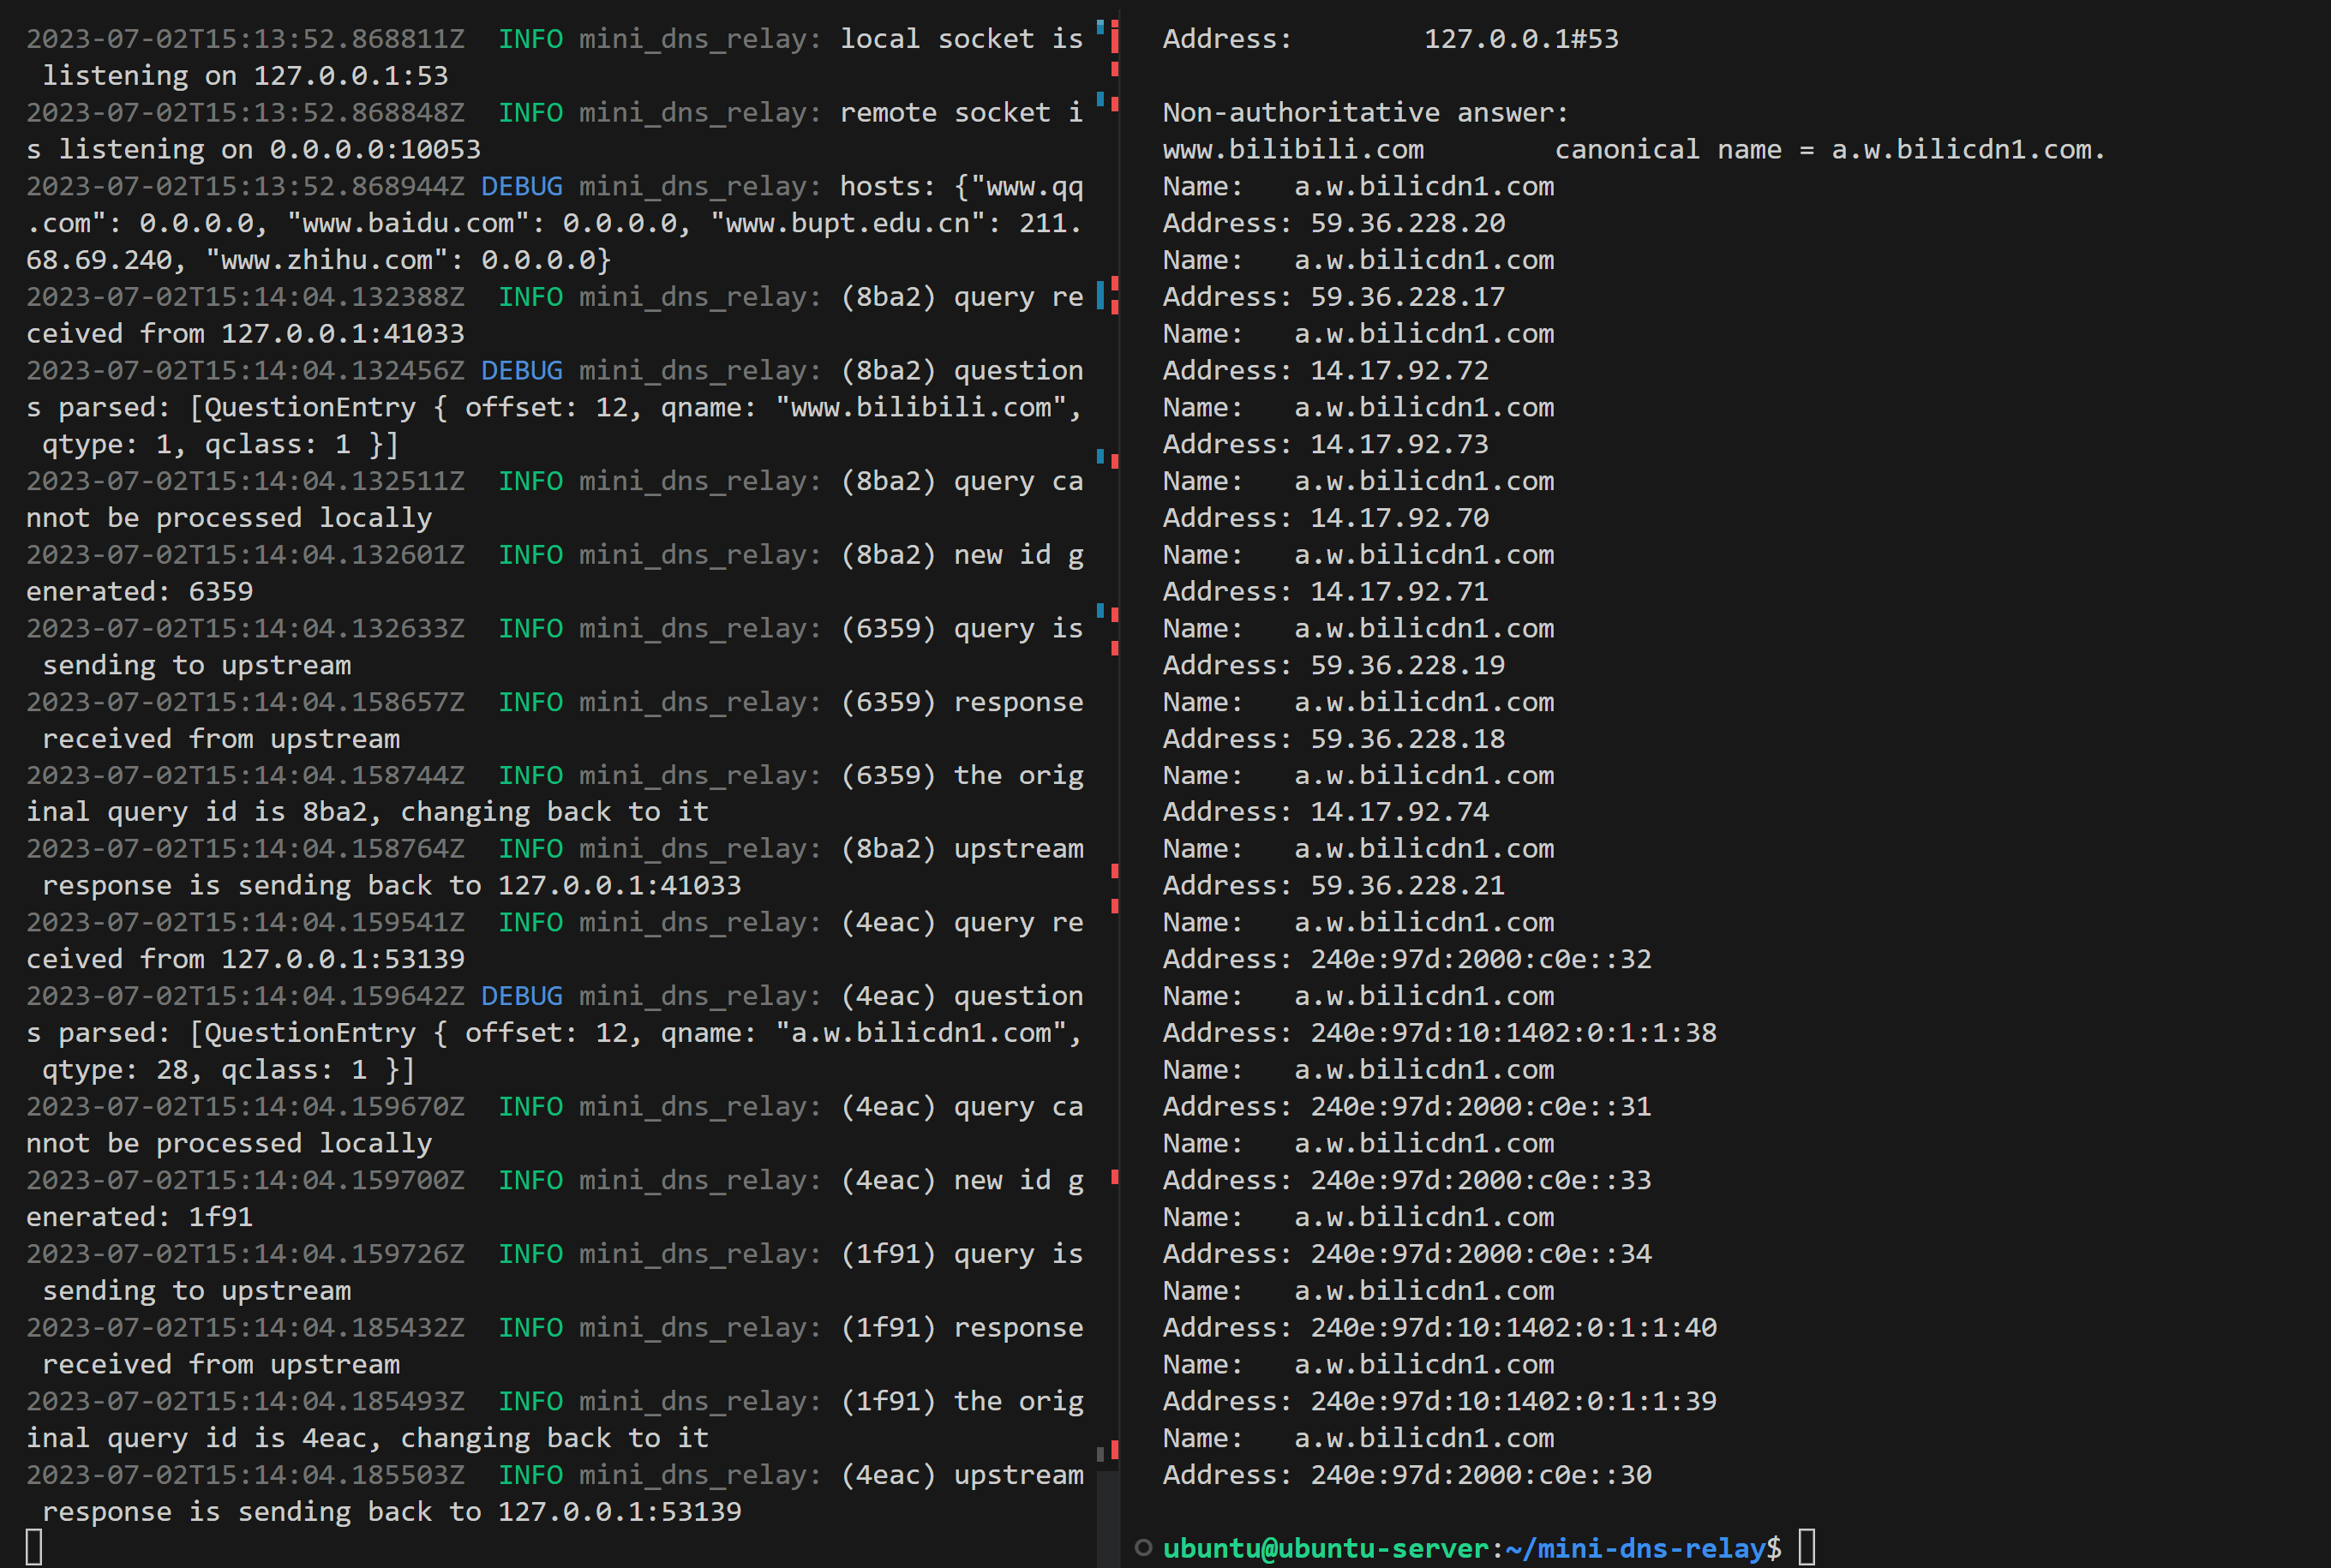 2023-07-02T15:13:52.868811Z  INFO mini_dns_relay: local socket is
 listening on 127.0.0.1:53
2023-07-02T15:13:52.868848Z  INFO mini_dns_relay: remote socket i
s listening on 0.0.0.0:10053
2023-07-02T15:13:52.868944Z DEBUG mini_dns_relay: hosts: {"www.qq
.com": 0.0.0.0, "www.baidu.com": 0.0.0.0, "www.bupt.edu.cn": 211.
68.69.240, "www.zhihu.com": 0.0.0.0}
2023-07-02T15:14:04.132388Z  INFO mini_dns_relay: (8ba2) query re
ceived from 127.0.0.1:41033
2023-07-02T15:14:04.132456Z DEBUG mini_dns_relay: (8ba2) question
s parsed: [QuestionEntry { offset: 12, qname: "www.bilibili.com",
 qtype: 1, qclass: 1 }]
2023-07-02T15:14:04.132511Z  INFO mini_dns_relay: (8ba2) query ca
nnot be processed locally
2023-07-02T15:14:04.132601Z  INFO mini_dns_relay: (8ba2) new id g
enerated: 6359
2023-07-02T15:14:04.132633Z  INFO mini_dns_relay: (6359) query is
 sending to upstream
2023-07-02T15:14:04.158657Z  INFO mini_dns_relay: (6359) response
 received from upstream
2023-07-02T15:14:04.158744Z  INFO mini_dns_relay: (6359) the orig
inal query id is 8ba2, changing back to it
2023-07-02T15:14:04.158764Z  INFO mini_dns_relay: (8ba2) upstream
 response is sending back to 127.0.0.1:41033
2023-07-02T15:14:04.159541Z  INFO mini_dns_relay: (4eac) query re
ceived from 127.0.0.1:53139
2023-07-02T15:14:04.159642Z DEBUG mini_dns_relay: (4eac) question
s parsed: [QuestionEntry { offset: 12, qname: "a.w.bilicdn1.com",
 qtype: 28, qclass: 1 }]
2023-07-02T15:14:04.159670Z  INFO mini_dns_relay: (4eac) query ca
nnot be processed locally
2023-07-02T15:14:04.159700Z  INFO mini_dns_relay: (4eac) new id g
enerated: 1f91
2023-07-02T15:14:04.159726Z  INFO mini_dns_relay: (1f91) query is
 sending to upstream
2023-07-02T15:14:04.185432Z  INFO mini_dns_relay: (1f91) response
 received from upstream
2023-07-02T15:14:04.185493Z  INFO mini_dns_relay: (1f91) the orig
inal query id is 4eac, changing back to it
2023-07-02T15:14:04.185503Z  INFO mini_dns_relay: (4eac) upstream
 response is sending back to 127.0.0.1:53139
Address:        127.0.0.1#53
Non-authoritative answer:
www.bilibili.com        canonical name = a.w.bilicdn1.com.
Name:   a.w.bilicdn1.com
Address: 59.36.228.20
Name:   a.w.bilicdn1.com
Address: 59.36.228.17
Name:   a.w.bilicdn1.com
Address: 14.17.92.72
Name:   a.w.bilicdn1.com
Address: 14.17.92.73
Name:   a.w.bilicdn1.com
Address: 14.17.92.70
Name:   a.w.bilicdn1.com
Address: 14.17.92.71
Name:   a.w.bilicdn1.com
Address: 59.36.228.19
Name:   a.w.bilicdn1.com
Address: 59.36.228.18
Name:   a.w.bilicdn1.com
Address: 14.17.92.74
Name:   a.w.bilicdn1.com
Address: 59.36.228.21
Name:   a.w.bilicdn1.com
Address: 240e:97d:2000:c0e::32
Name:   a.w.bilicdn1.com
Address: 240e:97d:10:1402:0:1:1:38
Name:   a.w.bilicdn1.com
Address: 240e:97d:2000:c0e::31
Name:   a.w.bilicdn1.com
Address: 240e:97d:2000:c0e::33
Name:   a.w.bilicdn1.com
Address: 240e:97d:2000:c0e::34
Name:   a.w.bilicdn1.com
Address: 240e:97d:10:1402:0:1:1:40
Name:   a.w.bilicdn1.com
Address: 240e:97d:10:1402:0:1:1:39
Name:   a.w.bilicdn1.com
Address: 240e:97d:2000:c0e::30
ubuntu@ubuntu-server:~/mini-dns-relay$